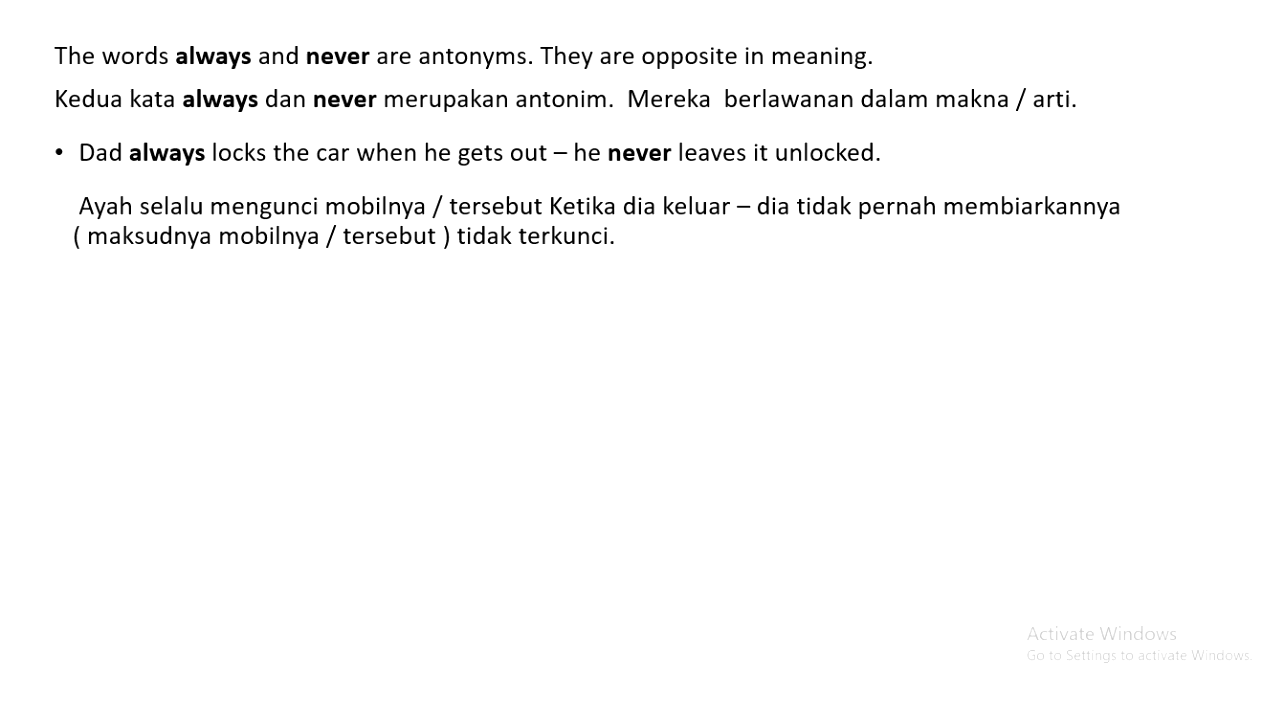 The words always and never are antonyms. They are opposite in meaning.
Kedua kata always dan never merupakan antonim.  Mereka  berlawanan dalam makna / arti.
• Dad always locks the car when he gets out – he never leaves it unlocked.
Ayah selalu mengunci mobilnya / tersebut Ketika dia keluar – dia tidak pernah membiarkannya
( maksudnya mobilnya / tersebut ) tidak terkunci.
Activate Windows
Go to Settings to activate Windows.